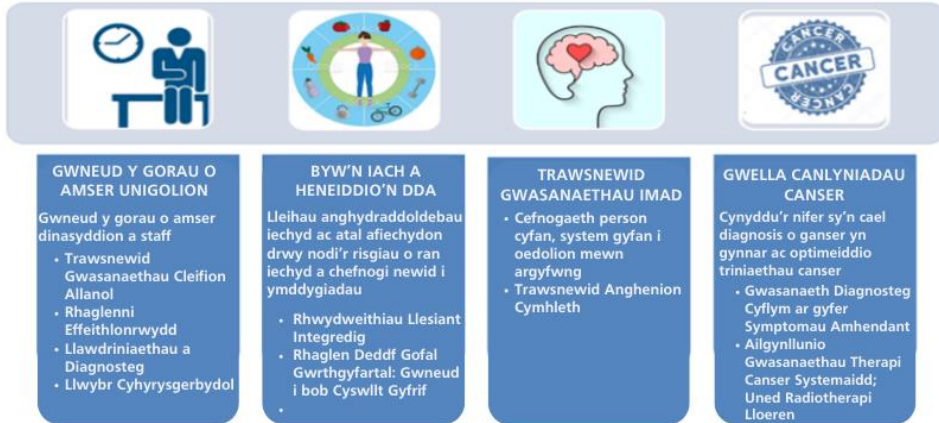 CANCER
CANCER
CANCER
GWNEUD Y GORAU O
AMSER UNIGOLION
Gwneud y gorau o amser
dinasyddion a staff
• Trawsnewid
Gwasanaethau Cleifion
Allanol
• Rhaglenni
Effeithlonrwydd
• Llawdriniaethau a
Diagnosteg
• Llwybr Cyhyrysgerbydol
BYW'N IACH A
HENEIDDIO'N DDA
Lleihau anghydraddoldebau
iechyd ac atal afiechydon
drwy nodi'r risgiau o ran
iechyd a chefnogi newid i
ymddygiadau
• Rhwydweithiau Llesiant
Integredig
• Rhaglen Deddf Gofal
Gwrthgyfartal: Gwneud
i bob Cyswllt Gyfrif
•
TRAWSNEWID
GWASANAETHAU IMAD
• Cefnogaeth person
cyfan, system gyfan i
oedolion mewn
argyfwng
• Trawsnewid Anghenion
Cymhleth
GWELLA CANLYNIADAU
CANSER
Cynyddu'r nifer sy'n cael
diagnosis o ganser yn
gynnar ac optimeiddio
triniaethau canser
• Gwasanaeth Diagnosteg
Cyflym ar gyfer
Symptomau Amhendant
• Ailgynllunio
Gwasanaethau Therapi
Canser Systemaidd;
Uned Radiotherapi
Lloeren